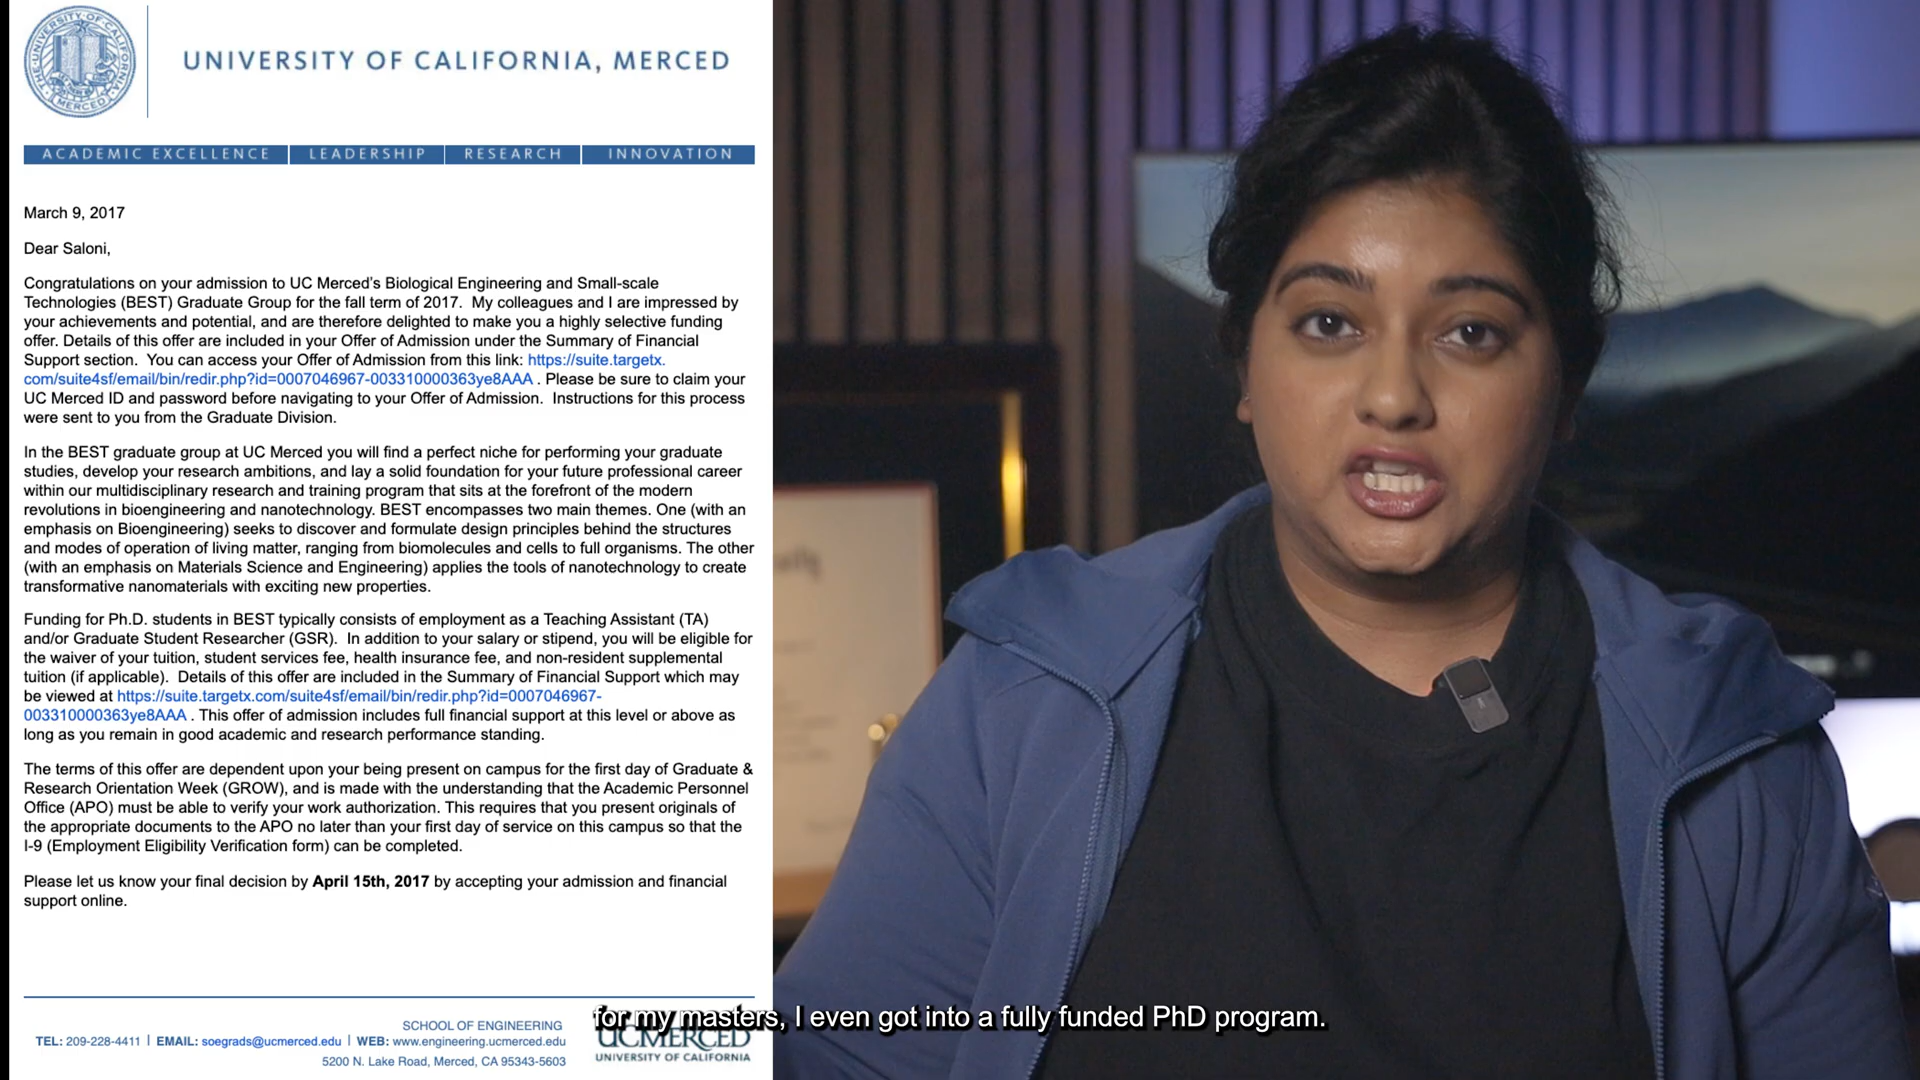 THE UNIVERSITY OF CALIFORNIA
MERCED
UNIVERSITY OF CALIFORNIA, MERCED
ACADEMIC EXCELLENCE LEADERSHIP RESEARCH INNOVATION
March 9, 2017
Dear Saloni,
Congratulations on your admission to UC Merced's Biological Engineering and Small-scale
Technologies (BEST) Graduate Group for the fall term of 2017. My colleagues and I are impressed by
your achievements and potential, and are therefore delighted to make you a highly selective funding
offer. Details of this offer are included in your Offer of Admission under the Summary of Financial
Support section. You can access your Offer of Admission from this link: https://suite.targetx.
com/suite4sf/email/bin/redir.php?id=0007046967-003310000363ye8AAA . Please be sure to claim your
UC Merced ID and password before navigating to your Offer of Admission. Instructions for this process
were sent to you from the Graduate Division.
In the BEST graduate group at UC Merced you will find a perfect niche for performing your graduate
studies, develop your research ambitions, and lay a solid foundation for your future professional career
within our multidisciplinary research and training program that sits at the forefront of the modern
revolutions in bioengineering and nanotechnology. BEST encompasses two main themes. One (with an
emphasis on Bioengineering) seeks to discover and formulate design principles behind the structures
and modes of operation of living matter, ranging from biomolecules and cells to full organisms. The other
(with an emphasis on Materials Science and Engineering) applies the tools of nanotechnology to create
transformative nanomaterials with exciting new properties.
Funding for Ph.D. students in BEST typically consists of employment as a Teaching Assistant (TA)
and/or Graduate Student Researcher (GSR). In addition to your salary or stipend, you will be eligible for
the waiver of your tuition, student services fee, health insurance fee, and non-resident supplemental
tuition (if applicable). Details of this offer are included in the Summary of Financial Support which may
be viewed at https://suite.targetx.com/suite4sf/email/bin/redir.php?id=0007046967-
003310000363ye8AAA . This offer of admission includes full financial support at this level or above as
long as you remain in good academic and research performance standing.
The terms of this offer are dependent upon your being present on campus for the first day of Graduate &
Research Orientation Week (GROW), and is made with the understanding that the Academic Personnel
Office (APO) must be able to verify your work authorization. This requires that you present originals of
the appropriate documents to the APO no later than your first day of service on this campus so that the
I-9 (Employment Eligibility Verification form) can be completed.
Please let us know your final decision by April 15th, 2017 by accepting your admission and financial
support online.
SCHOOL OF ENGINEERING
TEL: 209-228-4411 | EMAIL: soegrads@ucmerced.edu | WEB: www.engineering.ucmerced.edu
5200 N. Lake Road, Merced, CA 95343-5603
UCMERCED
UNIVERSITY OF CALIFORNIA
for my masters, I even got into a fully funded PhD program.